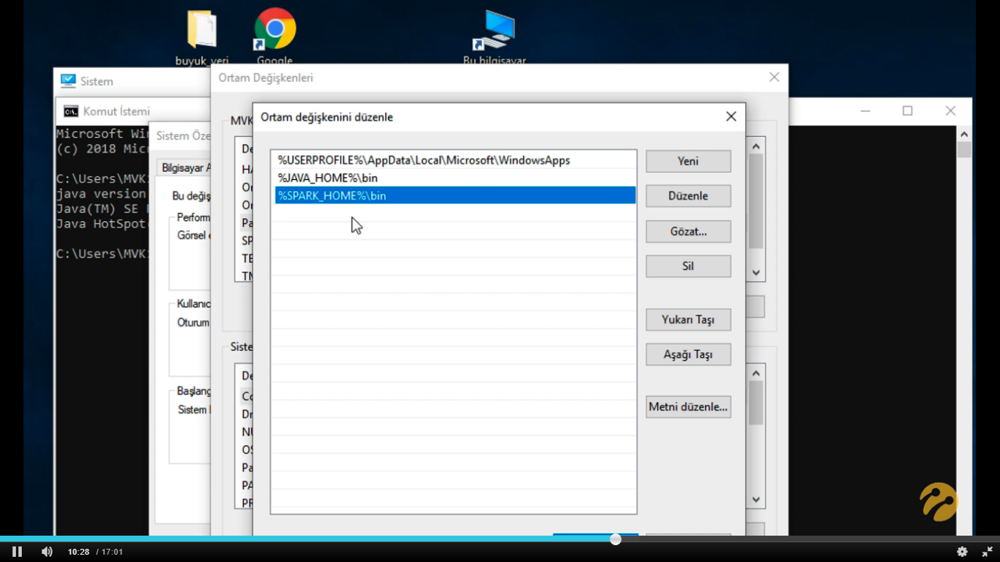 buyuk_veri
Google
Bu bilgisayar
Sistem
Ortam Değişkenleri
Komut İstemi
Ortam değişkenini düzenle
MVK
Microsoft Wi
(c) 2018 Mic
Sistem Öze
C:\Users\MVK
java version
Java(TM) SE
Java HotSpot
C:\Users\MVK
Bilgisayar A
Bu değiş
Perform
Görsel e
Kullanıc
Oturum
Başlang
Sistem
De
HA
On
On
Pa
SP
TE
TM
Siste
De
Co
Dr
NU
OS
Pa
PA
PR
%USERPROFILE%\AppData\Local\Microsoft\WindowsApps
%JAVA_HOME%\bin
%SPARK_HOME%\bin
Yeni
Düzenle
Gözat...
Sil
Yukarı Taşı
Aşağı Taşı
Metni düzenle...
10:28 / 17:01